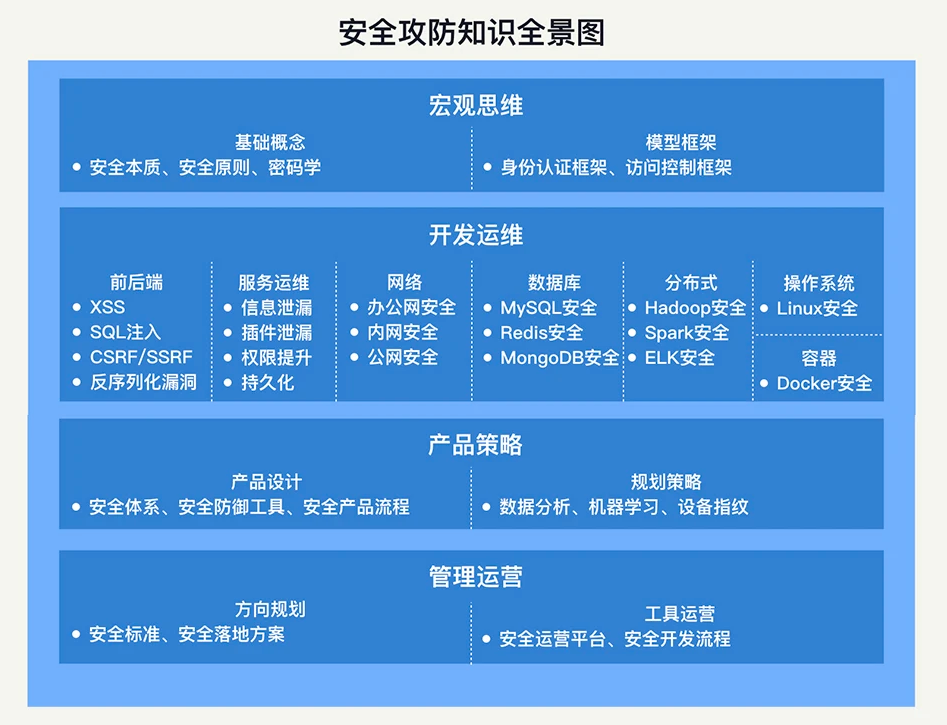 安全攻防知识全景图
宏观思维
基础概念
● 安全本质、安全原则、密码学
模型框架
● 身份认证框架、访问控制框架
开发运维
前后端
● XSS
● SQL注入
● CSRF/SSRF
● 反序列化漏洞
服务运维
● 信息泄漏
● 插件泄漏
● 权限提升
● 持久化
网络
● 办公网安全
● 内网安全
● 公网安全
数据库
● MySQL安全
● Redis安全
● MongoDB安全
分布式
● Hadoop安全
● Spark安全
● ELK安全
操作系统
● Linux安全
容器
● Docker安全
产品策略
产品设计
● 安全体系、安全防御工具、安全产品流程
规划策略
● 数据分析、机器学习、设备指纹
管理运营
方向规划
● 安全标准、安全落地方案
工具运营
● 安全运营平台、安全开发流程